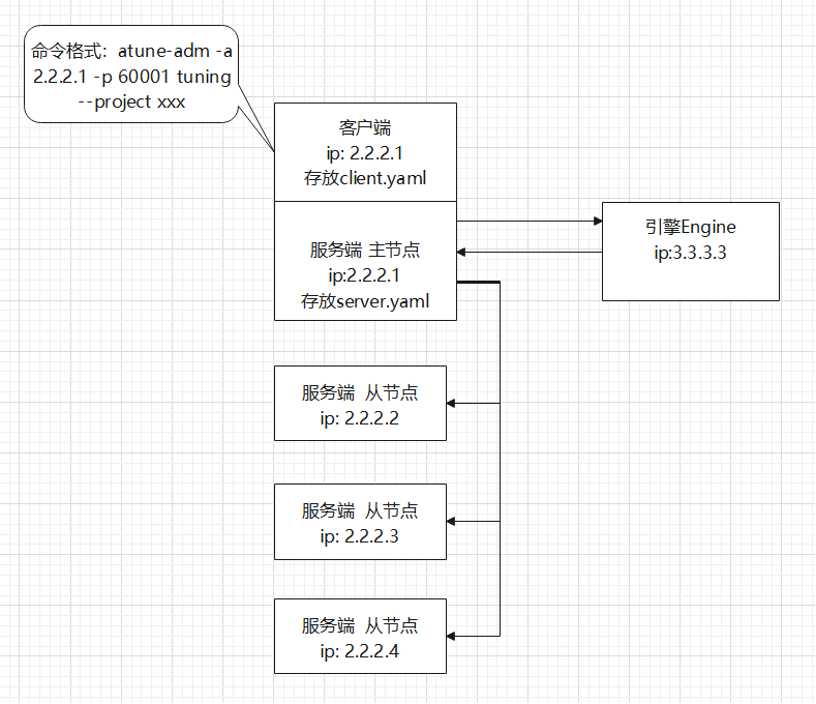 命令格式：atune-adm -a
2.2.2.1 -p 60001 tuning
--project xxx
客户端
ip: 2.2.2.1
存放client.yaml
服务端 主节点
ip:2.2.2.1
存放server.yaml
引擎Engine
ip:3.3.3.3
服务端 从节点
ip: 2.2.2.2
服务端 从节点
ip: 2.2.2.3
服务端 从节点
ip: 2.2.2.4